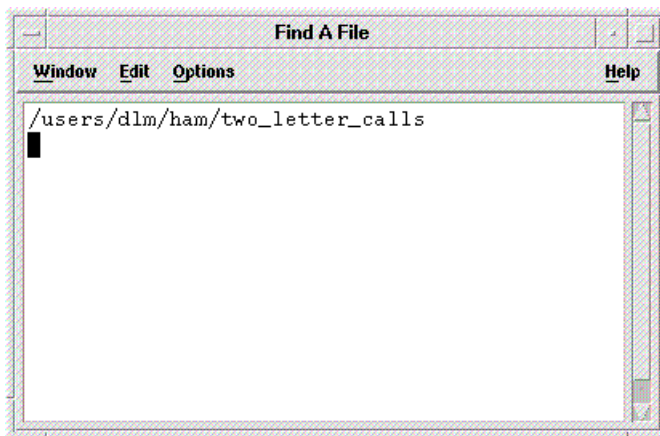 Find A File
Window Edit Options Help
/users/dlm/ham/two_letter_calls